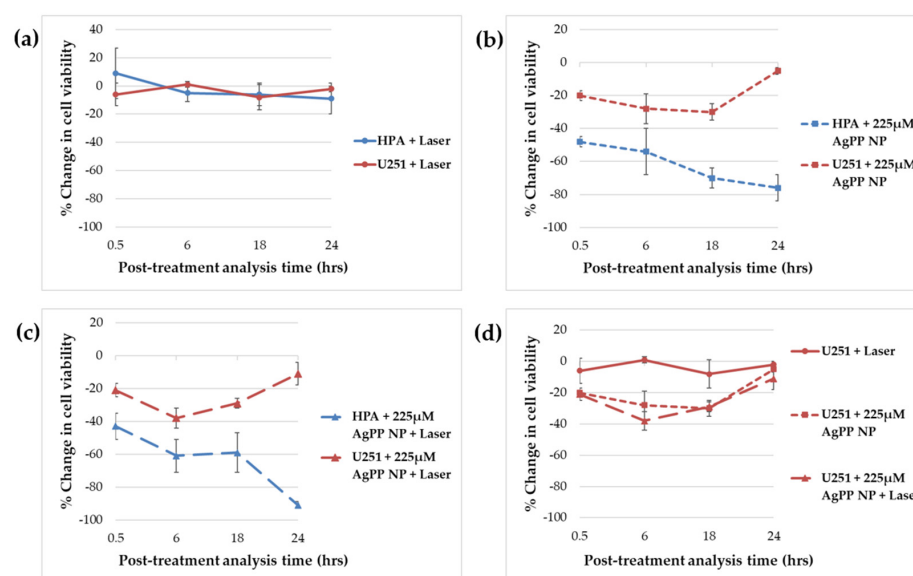 (a)
40
20
0
-20
-40
-60
-80
-100
% Change in cell viability
0.5 6 18 24
Post-treatment analysis time (hrs)
HPA + Laser
U251 + Laser
(b)
20
0
-20
-40
-60
-80
-100
% Change in cell viability
0.5 6 18 24
Post-treatment analysis time (hrs)
HPA + 225µM
AgPP NP
U251 + 225µM
AgPP NP
(c)
20
0
-20
-40
-60
-80
-100
% Change in cell viability
0.5 6 18 24
Post-treatment analysis time (hrs)
HPA + 225µM
AgPP NP + Laser
U251 + 225µM
AgPP NP + Laser
(d)
20
0
-20
-40
-60
-80
-100
% Change in cell viability
0.5 6 18 24
Post-treatment analysis time (hrs)
U251 + Laser
U251 + 225µM
AgPP NP
U251 + 225µM
AgPP NP + Lase